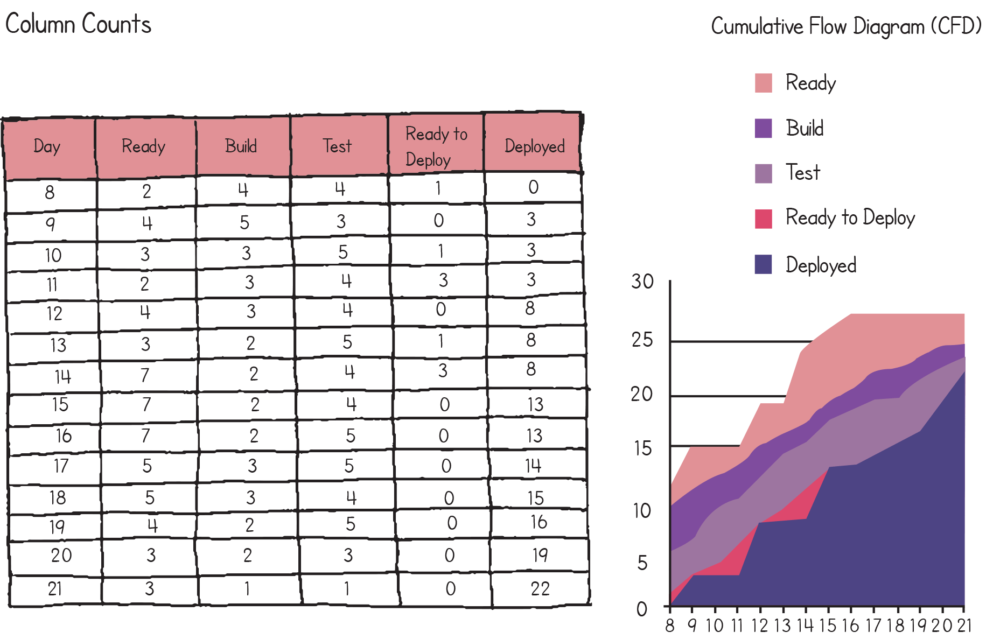 Column Counts
Day Ready Build Test Ready to Deploy Deployed
8 2 4 4 1 0
9 4 5 3 0 3
10 3 3 5 1 3
11 2 3 4 3 3
12 4 3 4 0 8
13 3 2 5 1 8
14 7 2 4 3 8
15 7 2 4 0 13
16 7 2 5 0 13
17 5 3 5 0 14
18 5 3 4 0 15
19 4 2 5 0 16
20 3 2 3 0 19
21 3 1 1 0 22
Cumulative Flow Diagram (CFD)
Ready
Build
Test
Ready to Deploy
Deployed
30
25
20
15
10
5
0
8 9 10 11 12 13 14 15 16 17 18 19 20 21